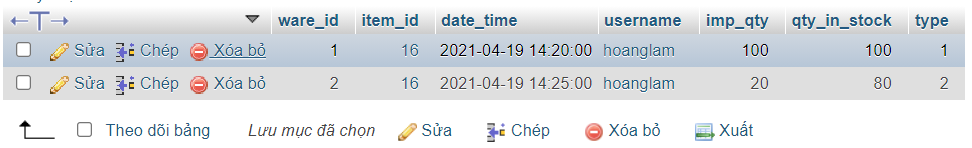 ware_id item_id date_time username imp_qty qty_in_stock type
Sửa Chép Xóa bỏ 1 16 2021-04-19 14:20:00 hoanglam 100 100 1
Sửa Chép Xóa bỏ 2 16 2021-04-19 14:25:00 hoanglam 20 80 2
Theo dõi bảng Lưu mục đã chọn Sửa Chép Xóa bỏ Xuất